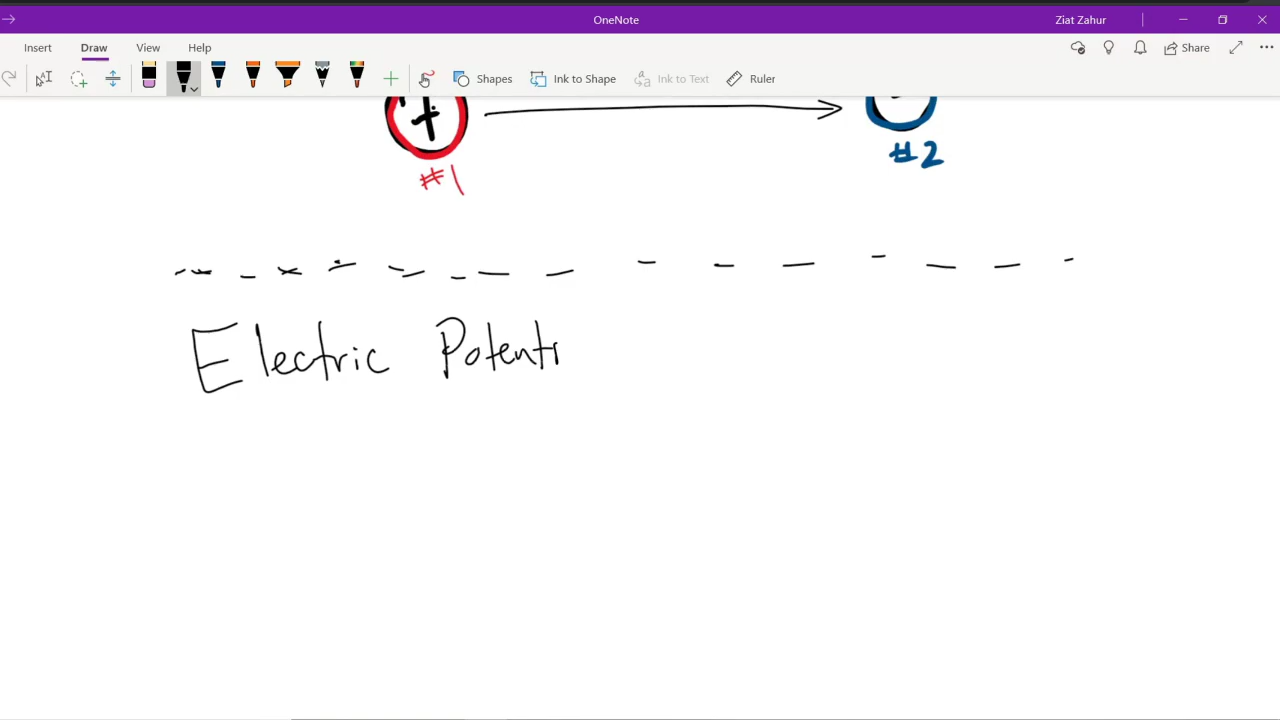 OneNote
Ziat Zahur
Insert Draw View Help
Share
Shapes Ink to Shape Ink to Text Ruler
+
#1
#2
Electric Potenti